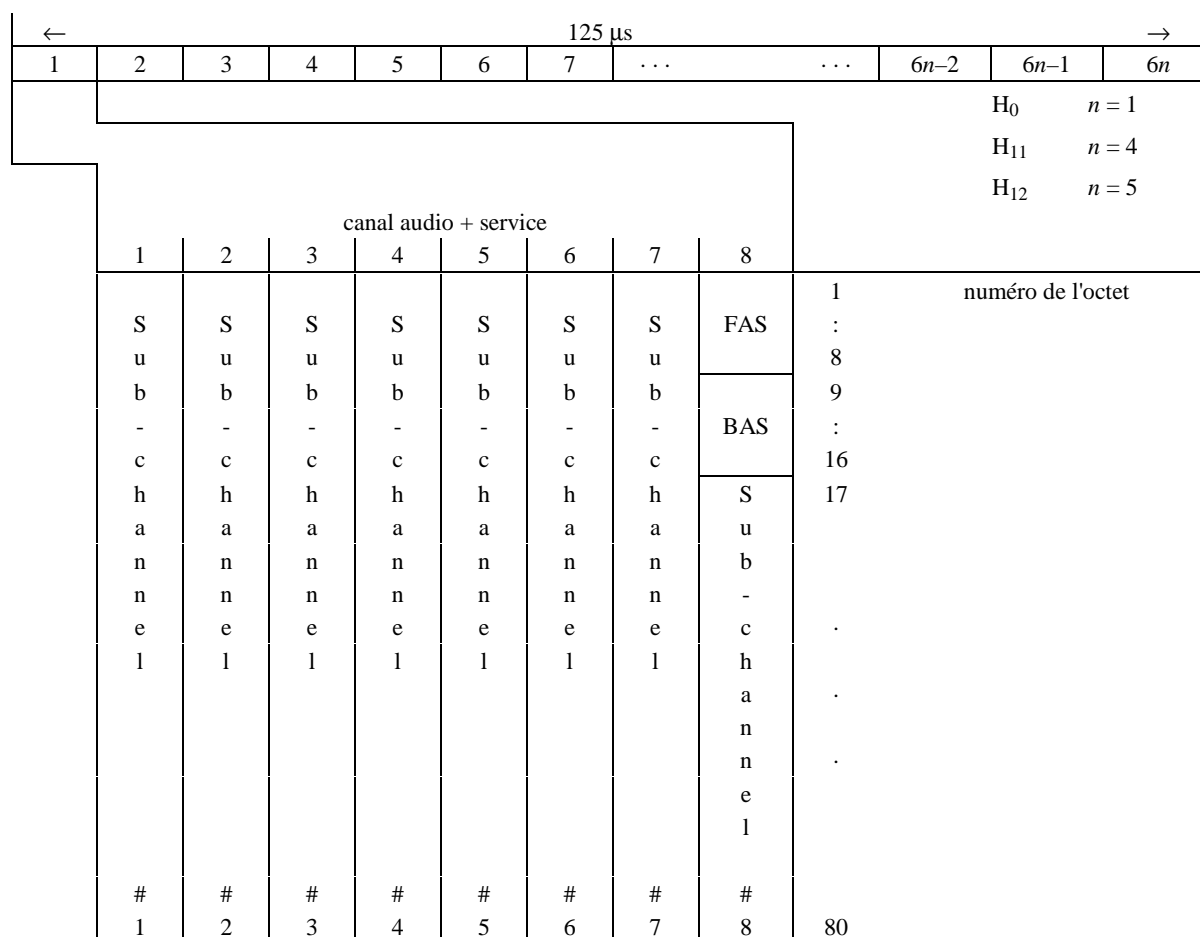 ← 125 µs →
1 2 3 4 5 6 7 · · · · · · 6n–2 6n–1 6n
H0 n = 1
H11 n = 4
H12 n = 5
canal audio + service
1 2 3 4 5 6 7 8
1 numéro de l'octet
S S S S S S S FAS :
u u u u u u u 8
b b b b b b b 9
- - - - - - - BAS :
c c c c c c c 16
h h h h h h h S 17
a a a a a a a u
n n n n n n n b
n n n n n n n -
e e e e e e e c ·
l l l l l l l h
a ·
n
n ·
e
l
# # # # # # # #
1 2 3 4 5 6 7 8 80